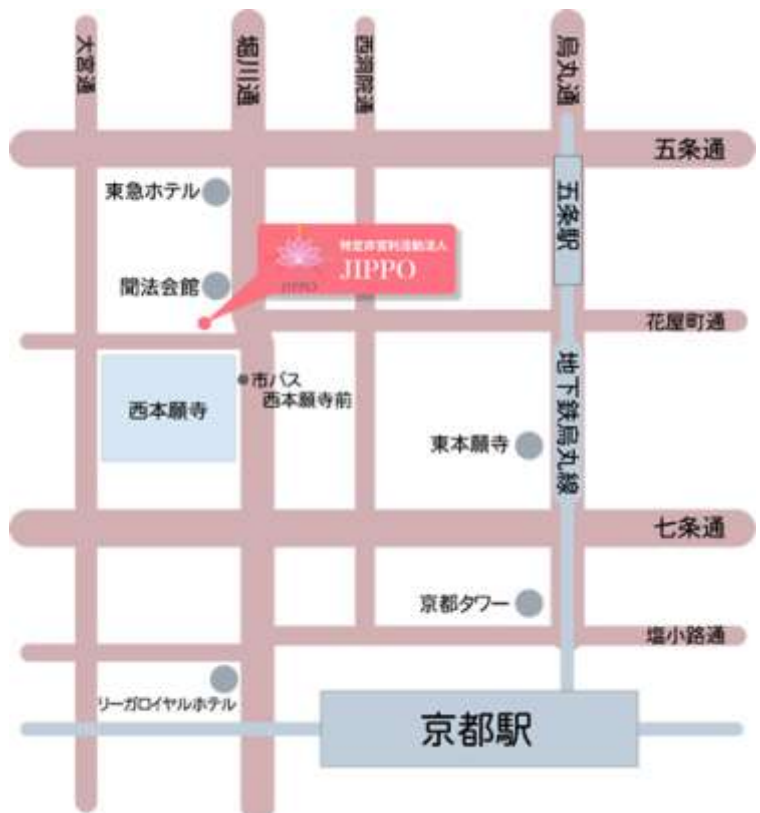 大宮通
細川通
西洞院通
烏丸通
五条通
東急ホテル
五条駅
特定非営利活動法人
JIPPO
JIPPO
聞法会館
花屋町通
市バス
西本願寺前
西本願寺
地下鉄烏丸線
東本願寺
七条通
京都タワー
塩小路通
リーガロイヤルホテル
京都駅